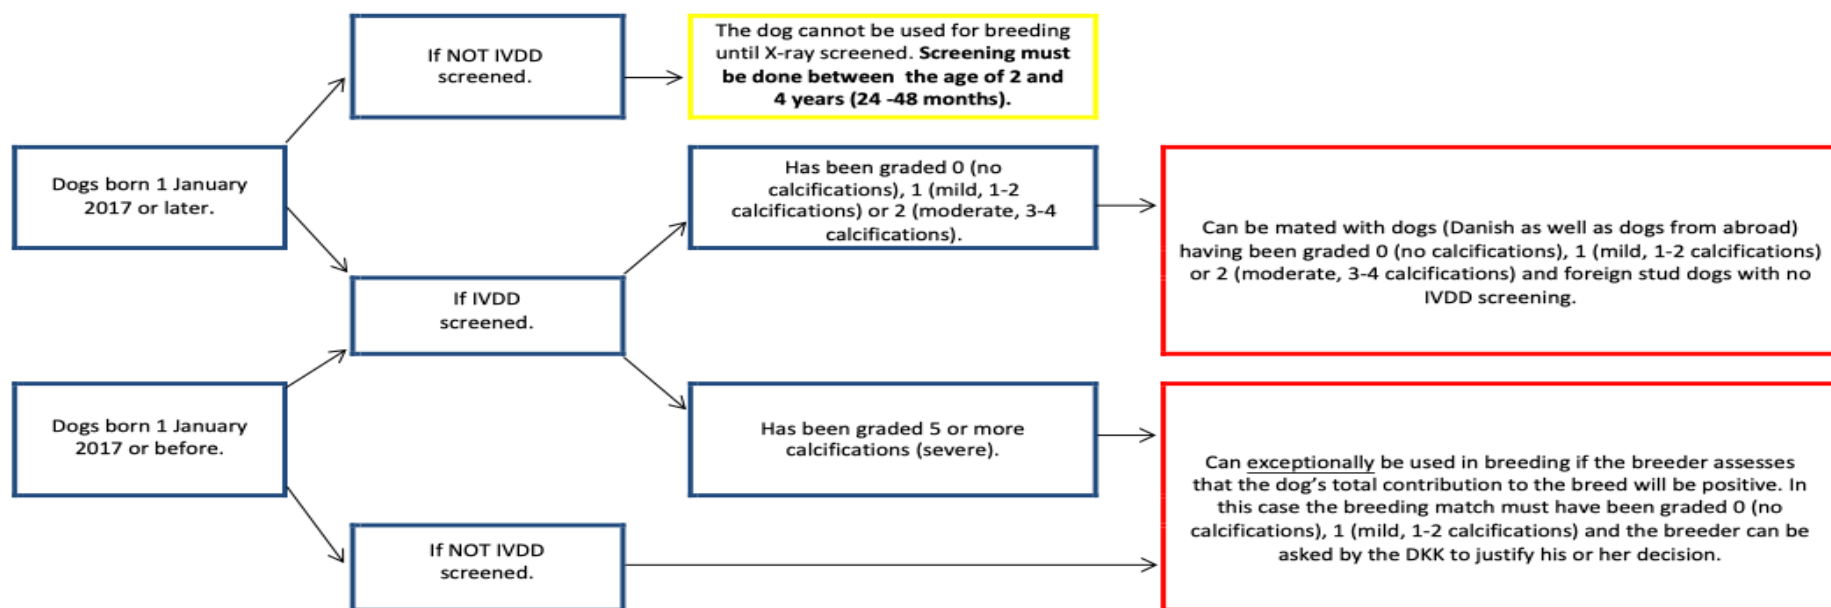 If NOT IVDD
screened.
The dog cannot be used for breeding
until X-ray screened. Screening must
be done between the age of 2 and
4 years (24 -48 months).
Dogs born 1 January
2017 or later.
If IVDD
screened.
Has been graded 0 (no
calcifications), 1 (mild, 1-2
calcifications) or 2 (moderate, 3-4
calcifications).
Can be mated with dogs (Danish as well as dogs from abroad)
having been graded 0 (no calcifications), 1 (mild, 1-2 calcifications)
or 2 (moderate, 3-4 calcifications) and foreign stud dogs with no
IVDD screening.
Dogs born 1 January
2017 or before.
Has been graded 5 or more
calcifications (severe).
Can exceptionally be used in breeding if the breeder assesses
that the dog’s total contribution to the breed will be positive. In
this case the breeding match must have been graded 0 (no
calcifications), 1 (mild, 1-2 calcifications) and the breeder can be
asked by the DKK to justify his or her decision.
If NOT IVDD
screened.